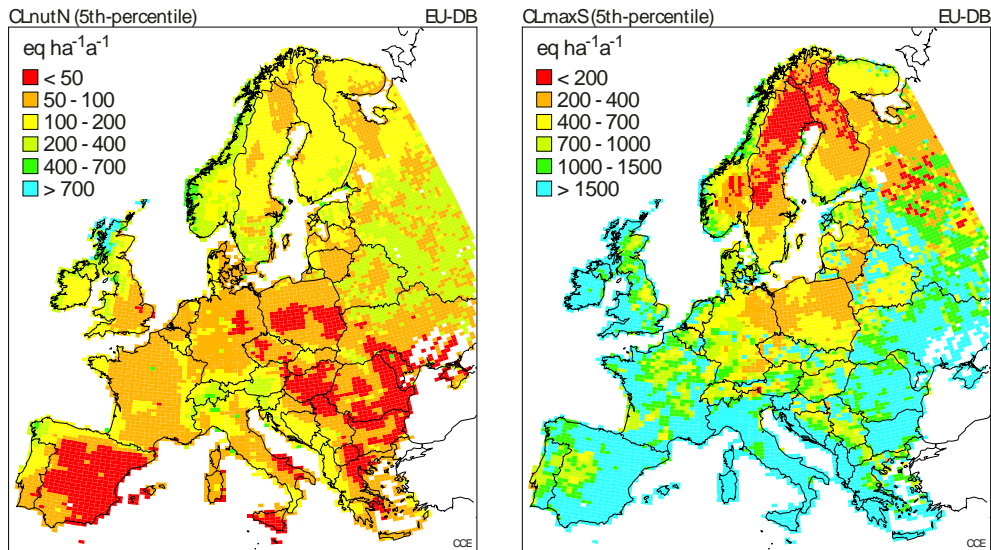 CLnutN (5th-percentile) EU-DB
eq ha⁻¹a⁻¹
< 50
50 - 100
100 - 200
200 - 400
400 - 700
> 700
CCE
CLmaxS (5th-percentile) EU-DB
eq ha⁻¹a⁻¹
< 200
200 - 400
400 - 700
700 - 1000
1000 - 1500
> 1500
CCE